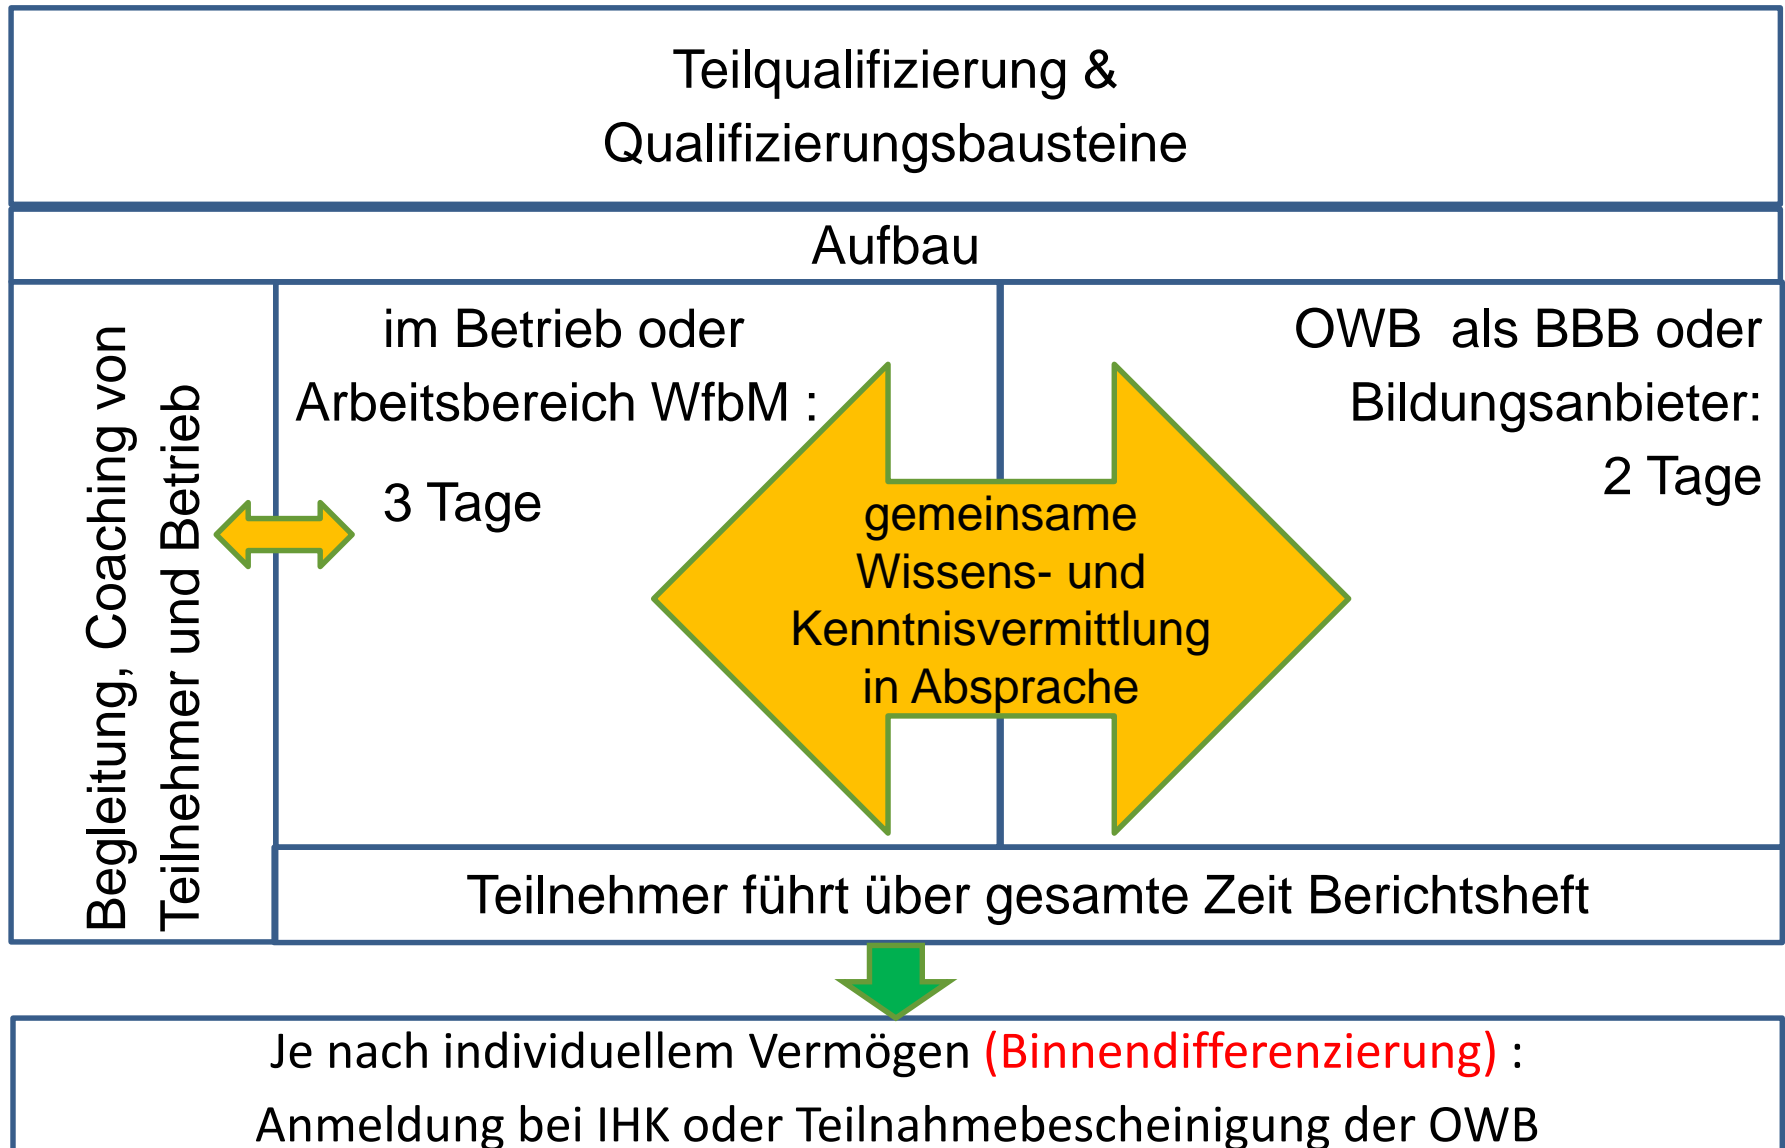 Teilqualifizierung &
Qualifizierungsbausteine
Aufbau
Begleitung, Coaching von
Teilnehmer und Betrieb
im Betrieb oder
Arbeitsbereich WfbM :
3 Tage
gemeinsame
Wissens- und
Kenntnisvermittlung
in Absprache
OWB als BBB oder
Bildungsanbieter:
2 Tage
Teilnehmer führt über gesamte Zeit Berichtsheft
Je nach individuellem Vermögen (Binnendifferenzierung) :
Anmeldung bei IHK oder Teilnahmebescheinigung der OWB